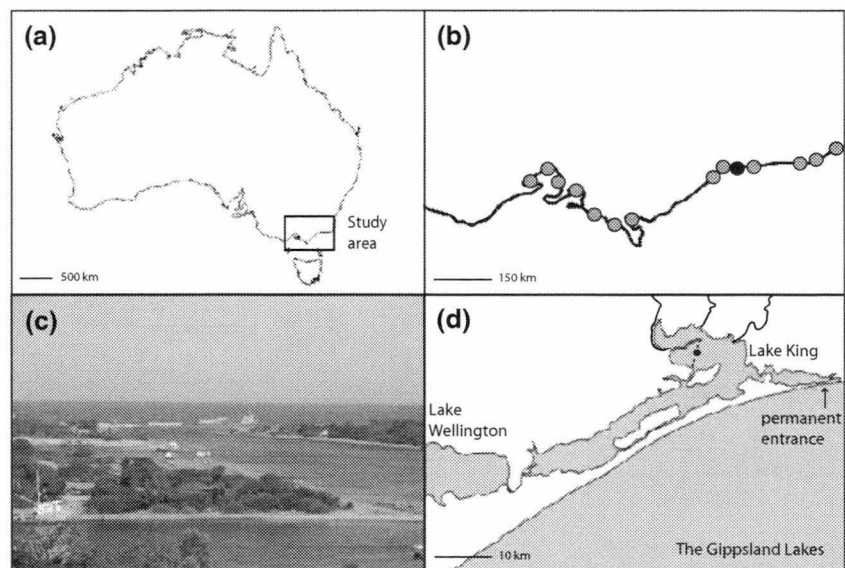 (a)
Study
area
500 km
(b)
150 km
(c)
(d)
Lake King
Lake
Wellington
permanent
entrance
10 km
The Gippsland Lakes